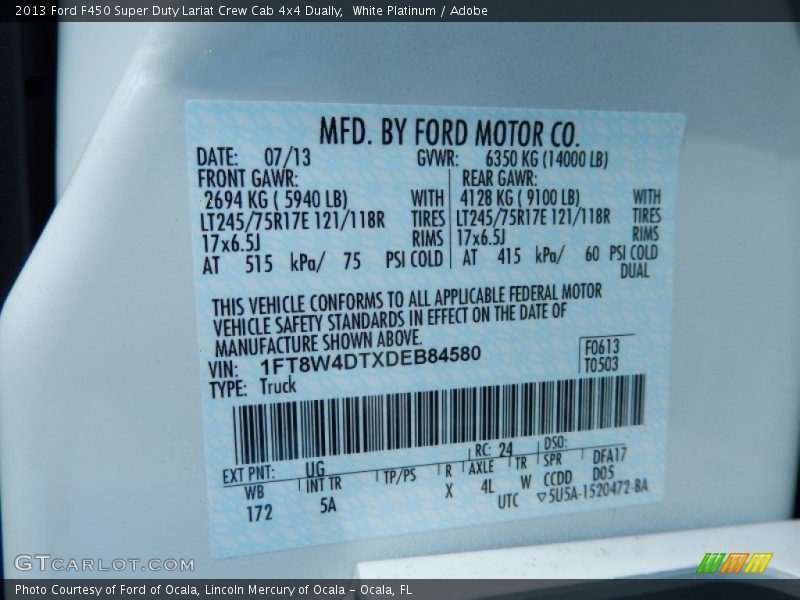 2013 Ford F450 Super Duty Lariat Crew Cab 4x4 Dually, White Platinum / Adobe
MFD. BY FORD MOTOR CO.
DATE: 07/13 GVWR: 6350 KG (14000 LB)
FRONT GAWR: REAR GAWR:
2694 KG ( 5940 LB) WITH 4128 KG ( 9100 LB) WITH
LT245/75R17E 121/118R TIRES LT245/75R17E 121/118R TIRES
17x6.5J RIMS 17x6.5J RIMS
AT 515 kPa/ 75 PSI COLD AT 415 kPa/ 60 PSI COLD
DUAL
THIS VEHICLE CONFORMS TO ALL APPLICABLE FEDERAL MOTOR
VEHICLE SAFETY STANDARDS IN EFFECT ON THE DATE OF
MANUFACTURE SHOWN ABOVE.
VIN: 1FT8W4DTXDEB84580 F0613
TYPE: Truck T0503
EXT PNT: UG RC: 24 DSO:
WB INT TR TP/PS R AXLE TR SPR DFA17
172 5A X 4L W CCDD D05
UTC ▽5U5A-1520472-BA
GTCARLOT.COM
Photo Courtesy of Ford of Ocala, Lincoln Mercury of Ocala - Ocala, FL